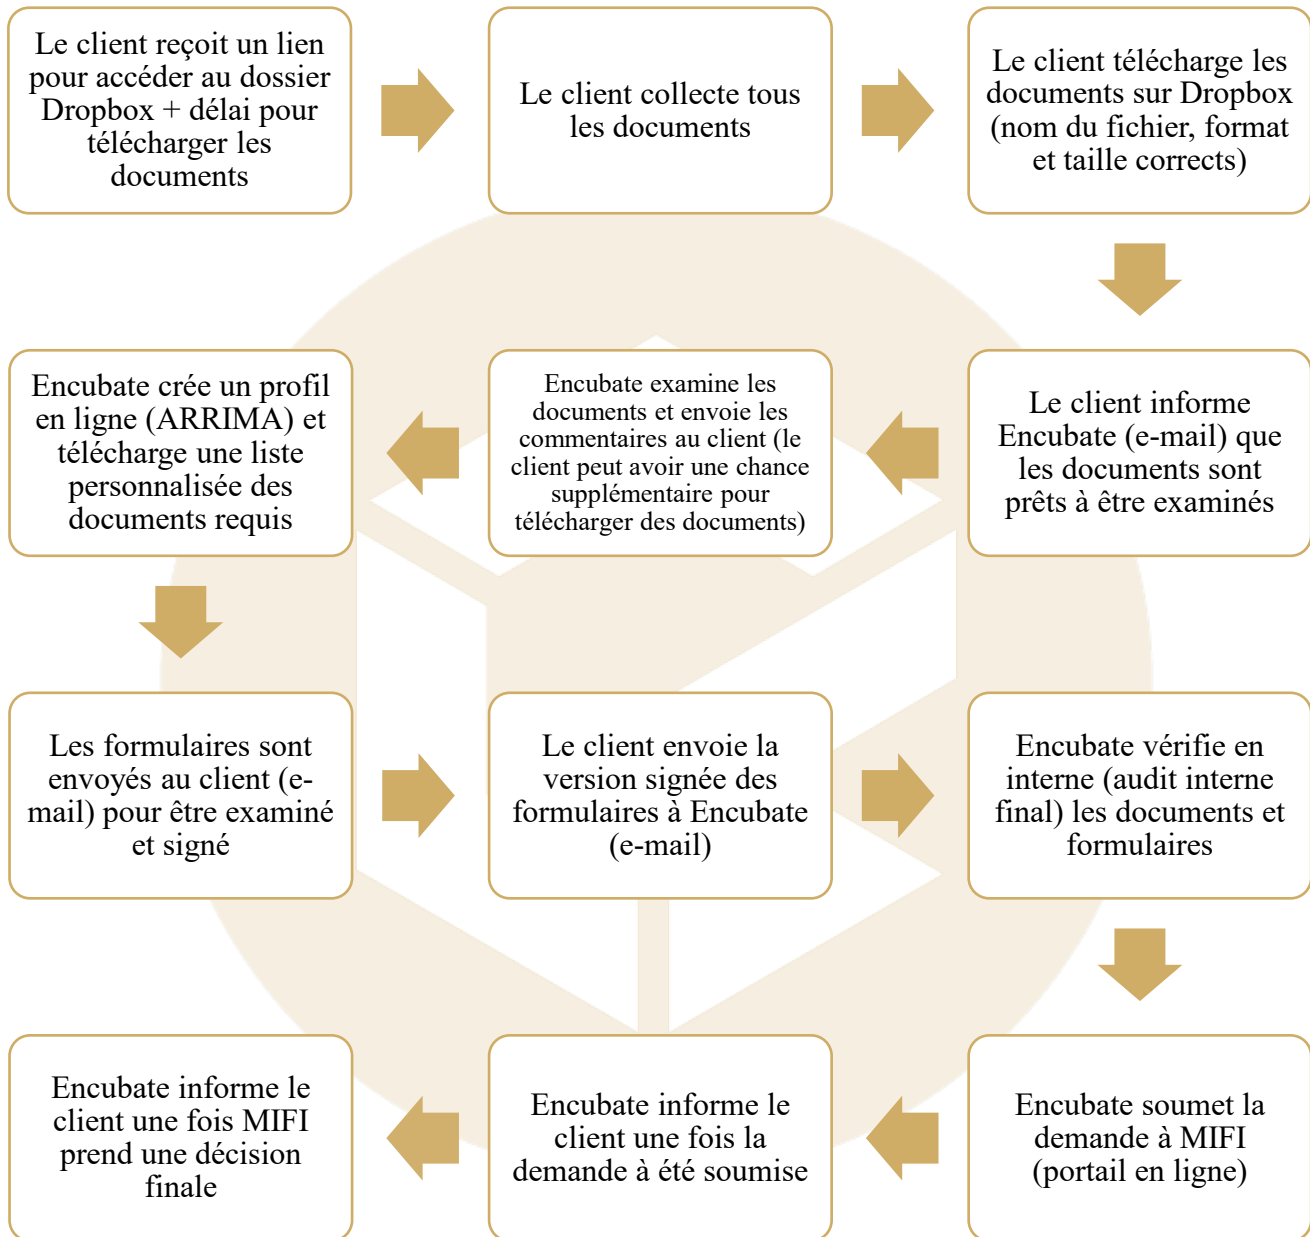 Le client reçoit un lien
pour accéder au dossier
Dropbox + délai pour
télécharger les
documents
Le client collecte tous
les documents
Le client télécharge les
documents sur Dropbox
(nom du fichier, format
et taille corrects)
Le client informe
Encubate (e-mail) que
les documents sont
prêts à être examinés
Encubate examine les
documents et envoie les
commentaires au client (le
client peut avoir une chance
supplémentaire pour
télécharger des documents)
Encubate crée un profil
en ligne (ARRIMA) et
télécharge une liste
personnalisée des
documents requis
Les formulaires sont
envoyés au client (e-
mail) pour être examiné
et signé
Le client envoie la
version signée des
formulaires à Encubate
(e-mail)
Encubate vérifie en
interne (audit interne
final) les documents et
formulaires
Encubate soumet la
demande à MIFI
(portail en ligne)
Encubate informe le
client une fois la
demande à été soumise
Encubate informe le
client une fois MIFI
prend une décision
finale